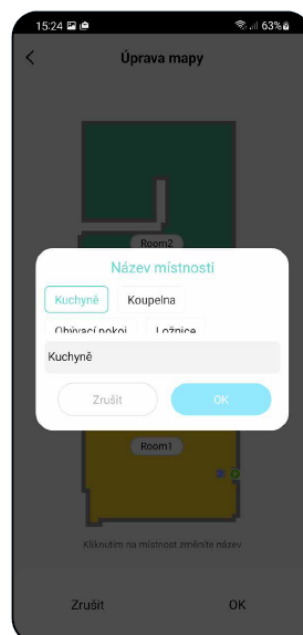 15:24 63%
Úprava mapy
Room2
Název místnosti
Kuchyně Koupelna
Obývací pokoj Ložnice
Kuchyně
Zrušit OK
Room1
Kliknutím na místnost změníte název
Zrušit OK